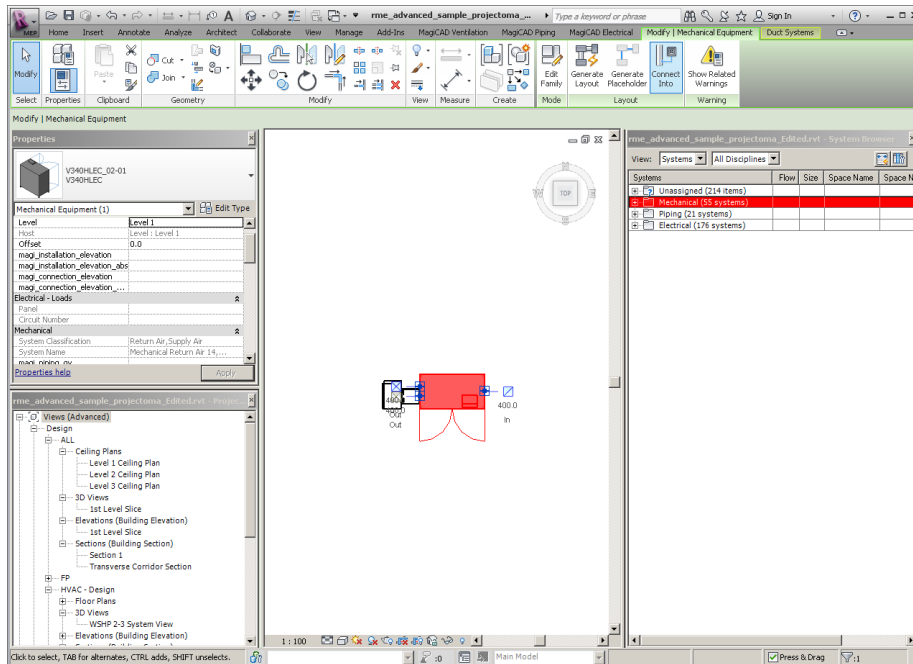 rme_advanced_sample_projectoma_...
Type a keyword or phrase
Sign In
MEP
Home Insert Annotate Analyze Architect Collaborate View Manage Add-Ins MagiCAD Ventilation MagiCAD Piping MagiCAD Electrical Modify | Mechanical Equipment Duct Systems
Modify
Paste
Cut
Join
Edit Family
Generate Layout
Generate Placeholder
Connect Into
Show Related Warnings
Select Properties Clipboard Geometry Modify View Measure Create Mode Layout Warning
Modify | Mechanical Equipment
Properties
V340HLEC_02-01
V340HLEC
Mechanical Equipment (1) Edit Type
Level Level 1
Host Level : Level 1
Offset 0.0
magi_installation_elevation
magi_installation_elevation_abs
magi_connection_elevation
magi_connection_elevation_...
Electrical - Loads
Panel
Circuit Number
Mechanical
System Classification Return Air,Supply Air
System Name Mechanical Return Air 14,...
magi_piping_qv
Properties help Apply
rme_advanced_sample_projectoma_Edited.rvt - Projec...
Views (Advanced)
Design
ALL
Ceiling Plans
Level 1 Ceiling Plan
Level 2 Ceiling Plan
Level 3 Ceiling Plan
3D Views
1st Level Slice
Elevations (Building Elevation)
1st Level Slice
Sections (Building Section)
Section 1
Transverse Corridor Section
FP
HVAC - Design
Floor Plans
3D Views
WSHP 2-3 System View
Elevations (Building Elevation)
TOP
400.0
Out
Out
400.0
In
1 : 100
rme_advanced_sample_projectoma_Edited.rvt - System Browser
View: Systems All Disciplines
Systems Flow Size Space Name Space N
Unassigned (214 items)
Mechanical (55 systems)
Piping (21 systems)
Electrical (176 systems)
Click to select, TAB for alternates, CTRL adds, SHIFT unselects.
:0
Main Model
Press & Drag
:1